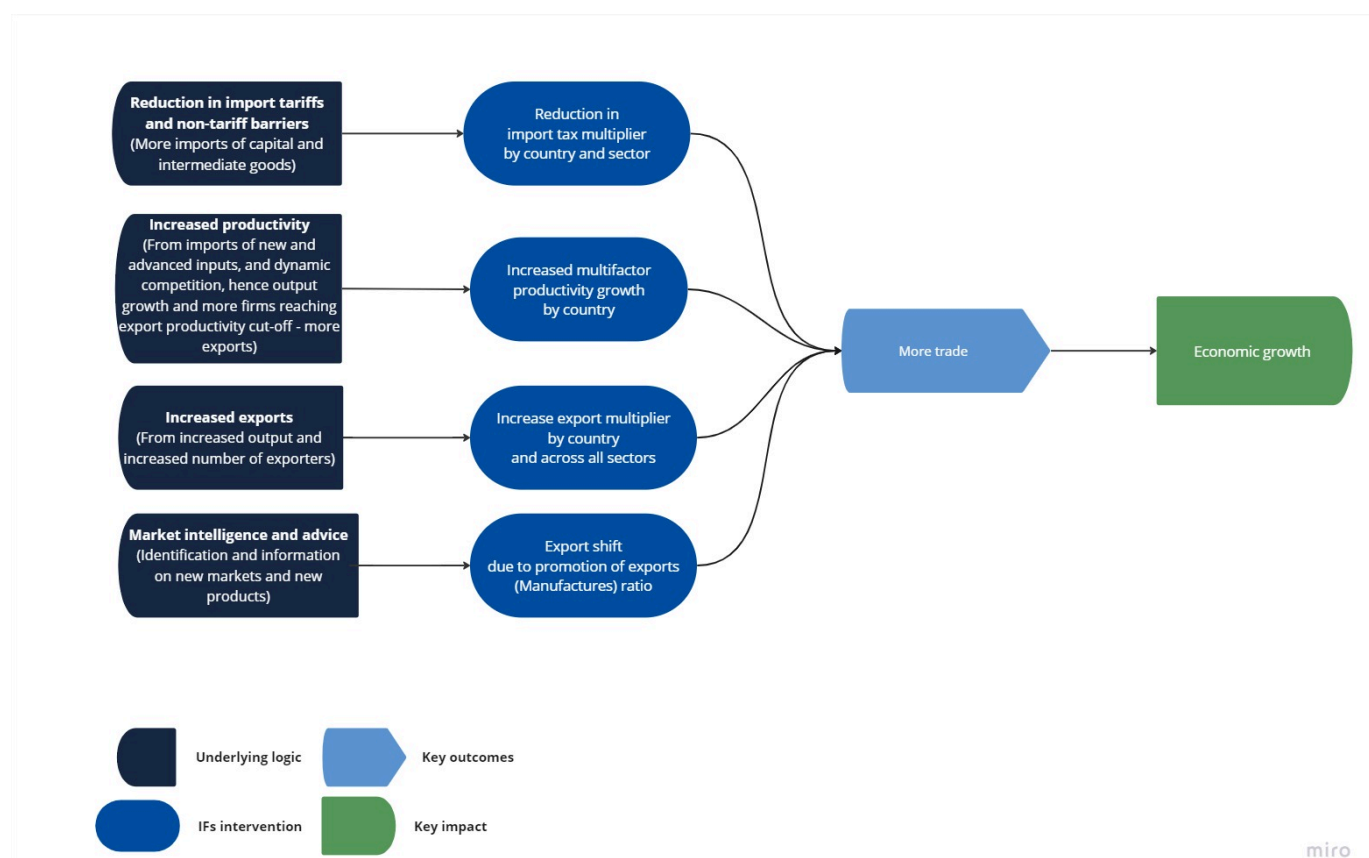 Reduction in import tariffs
and non-tariff barriers
(More imports of capital and
intermediate goods)
Reduction in
import tax multiplier
by country and sector
Increased productivity
(From imports of new and
advanced inputs, and dynamic
competition, hence output
growth and more firms reaching
export productivity cut-off - more
exports)
Increased multifactor
productivity growth
by country
More trade
Economic growth
Increased exports
(From increased output and
increased number of exporters)
Increase export multiplier
by country
and across all sectors
Market intelligence and advice
(Identification and information
on new markets and new
products)
Export shift
due to promotion of exports
(Manufactures) ratio
Underlying logic
Key outcomes
IFs intervention
Key impact
miro